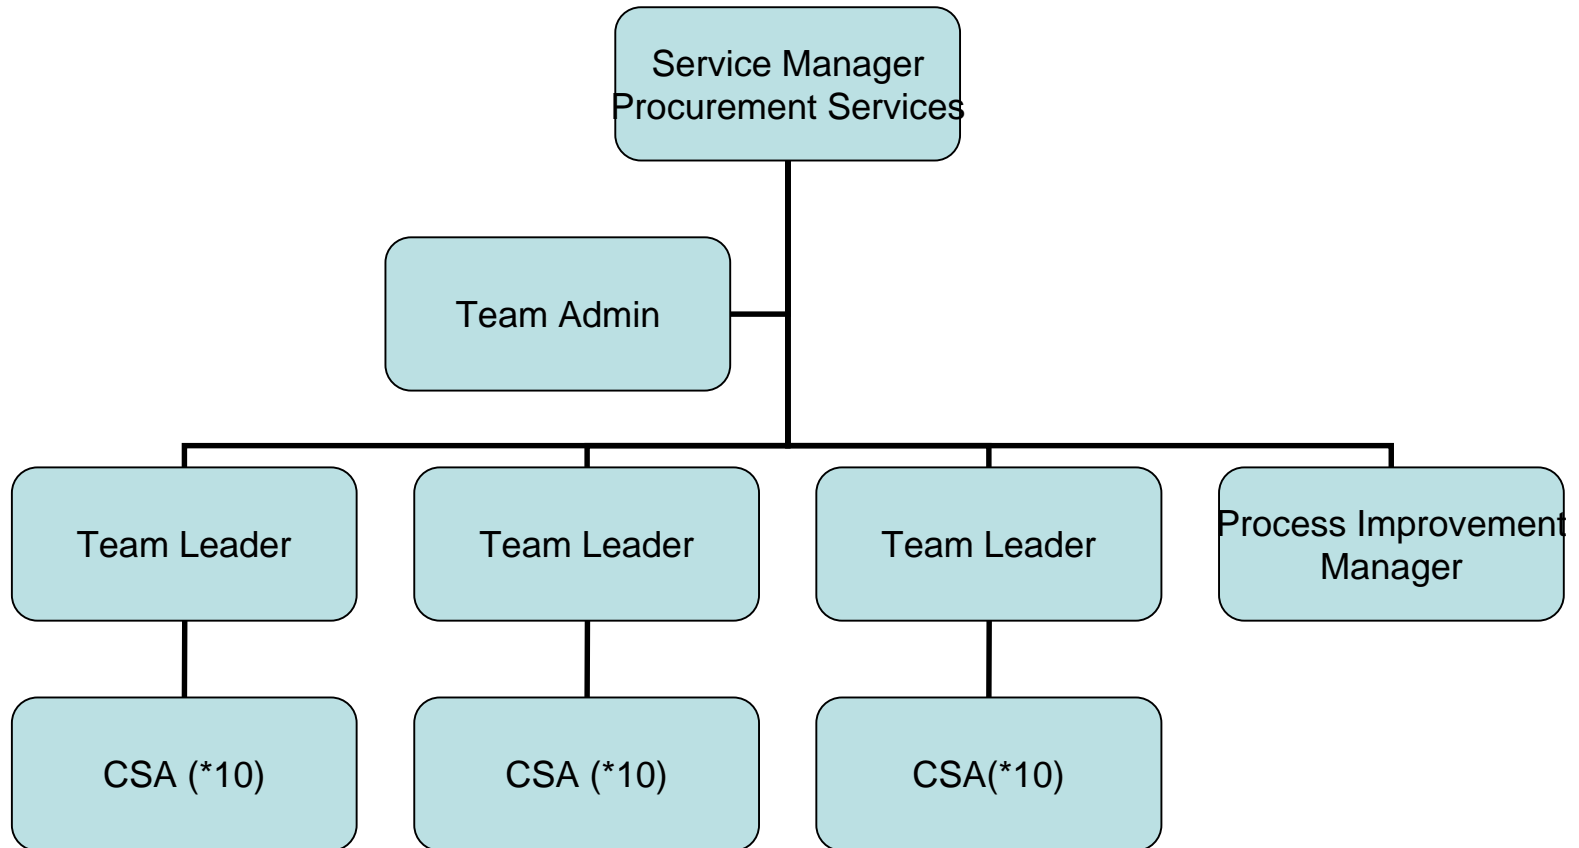 Service Manager
Procurement Services
Team Admin
Team Leader
Team Leader
Team Leader
Process Improvement
Manager
CSA (*10)
CSA (*10)
CSA(*10)